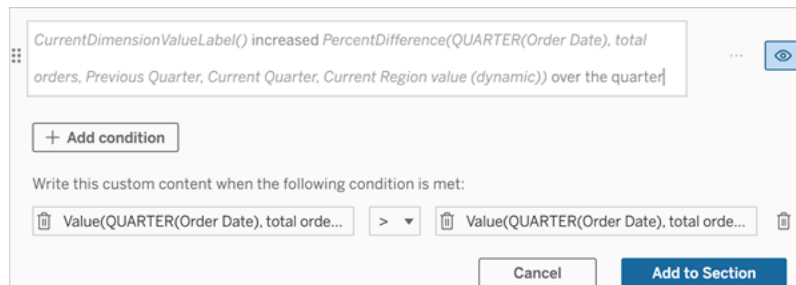 CurrentDimensionValueLabel() increased PercentDifference(QUARTER(Order Date), total
orders, Previous Quarter, Current Quarter, Current Region value (dynamic)) over the quarter
+ Add condition
Write this custom content when the following condition is met:
Value(QUARTER(Order Date), total orde... > Value(QUARTER(Order Date), total orde...
Cancel Add to Section